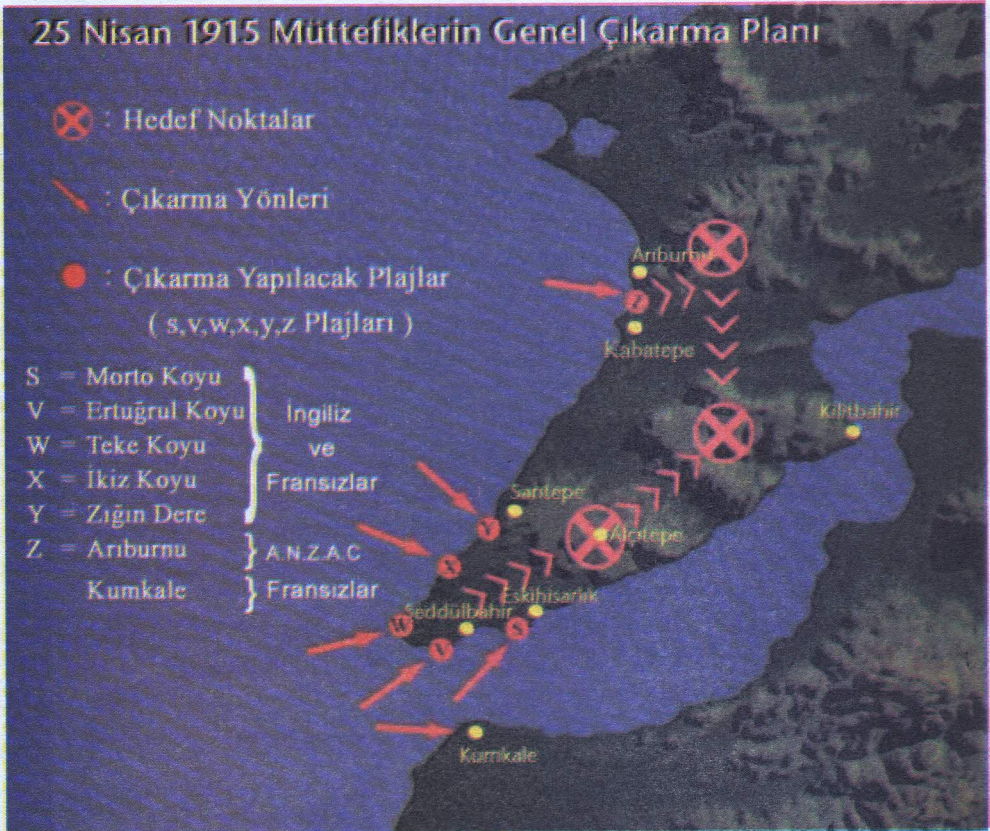 25 Nisan 1915 Müttefiklerin Genel Çıkarma Planı
: Hedef Noktalar
: Çıkarma Yönleri
: Çıkarma Yapılacak Plajlar
( s,v,w,x,y,z Plajları )
S = Morto Koyu
V = Ertuğrul Koyu
W = Teke Koyu
X = İkiz Koyu
Y = Zığın Dere
İngiliz
ve
Fransızlar
Z = Arıburnu } A.N.Z.A.C
Kumkale } Fransızlar
Arıburnu
Z
Kabatepe
Kilitbahir
Sarıtepe
Y
Alçıtepe
X
Eskihisarlık
Seddülbahir
W
S
V
Kumkale